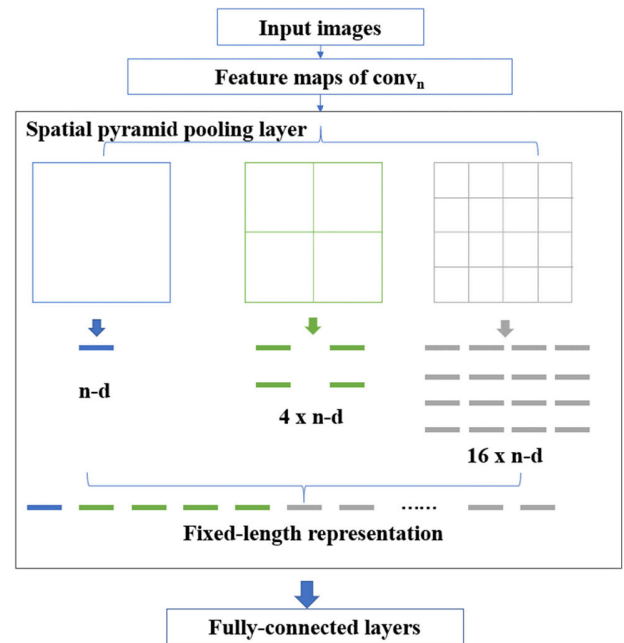 Input images
Feature maps of convₙ
Spatial pyramid pooling layer
n-d
4 x n-d
16 x n-d
......
Fixed-length representation
Fully-connected layers